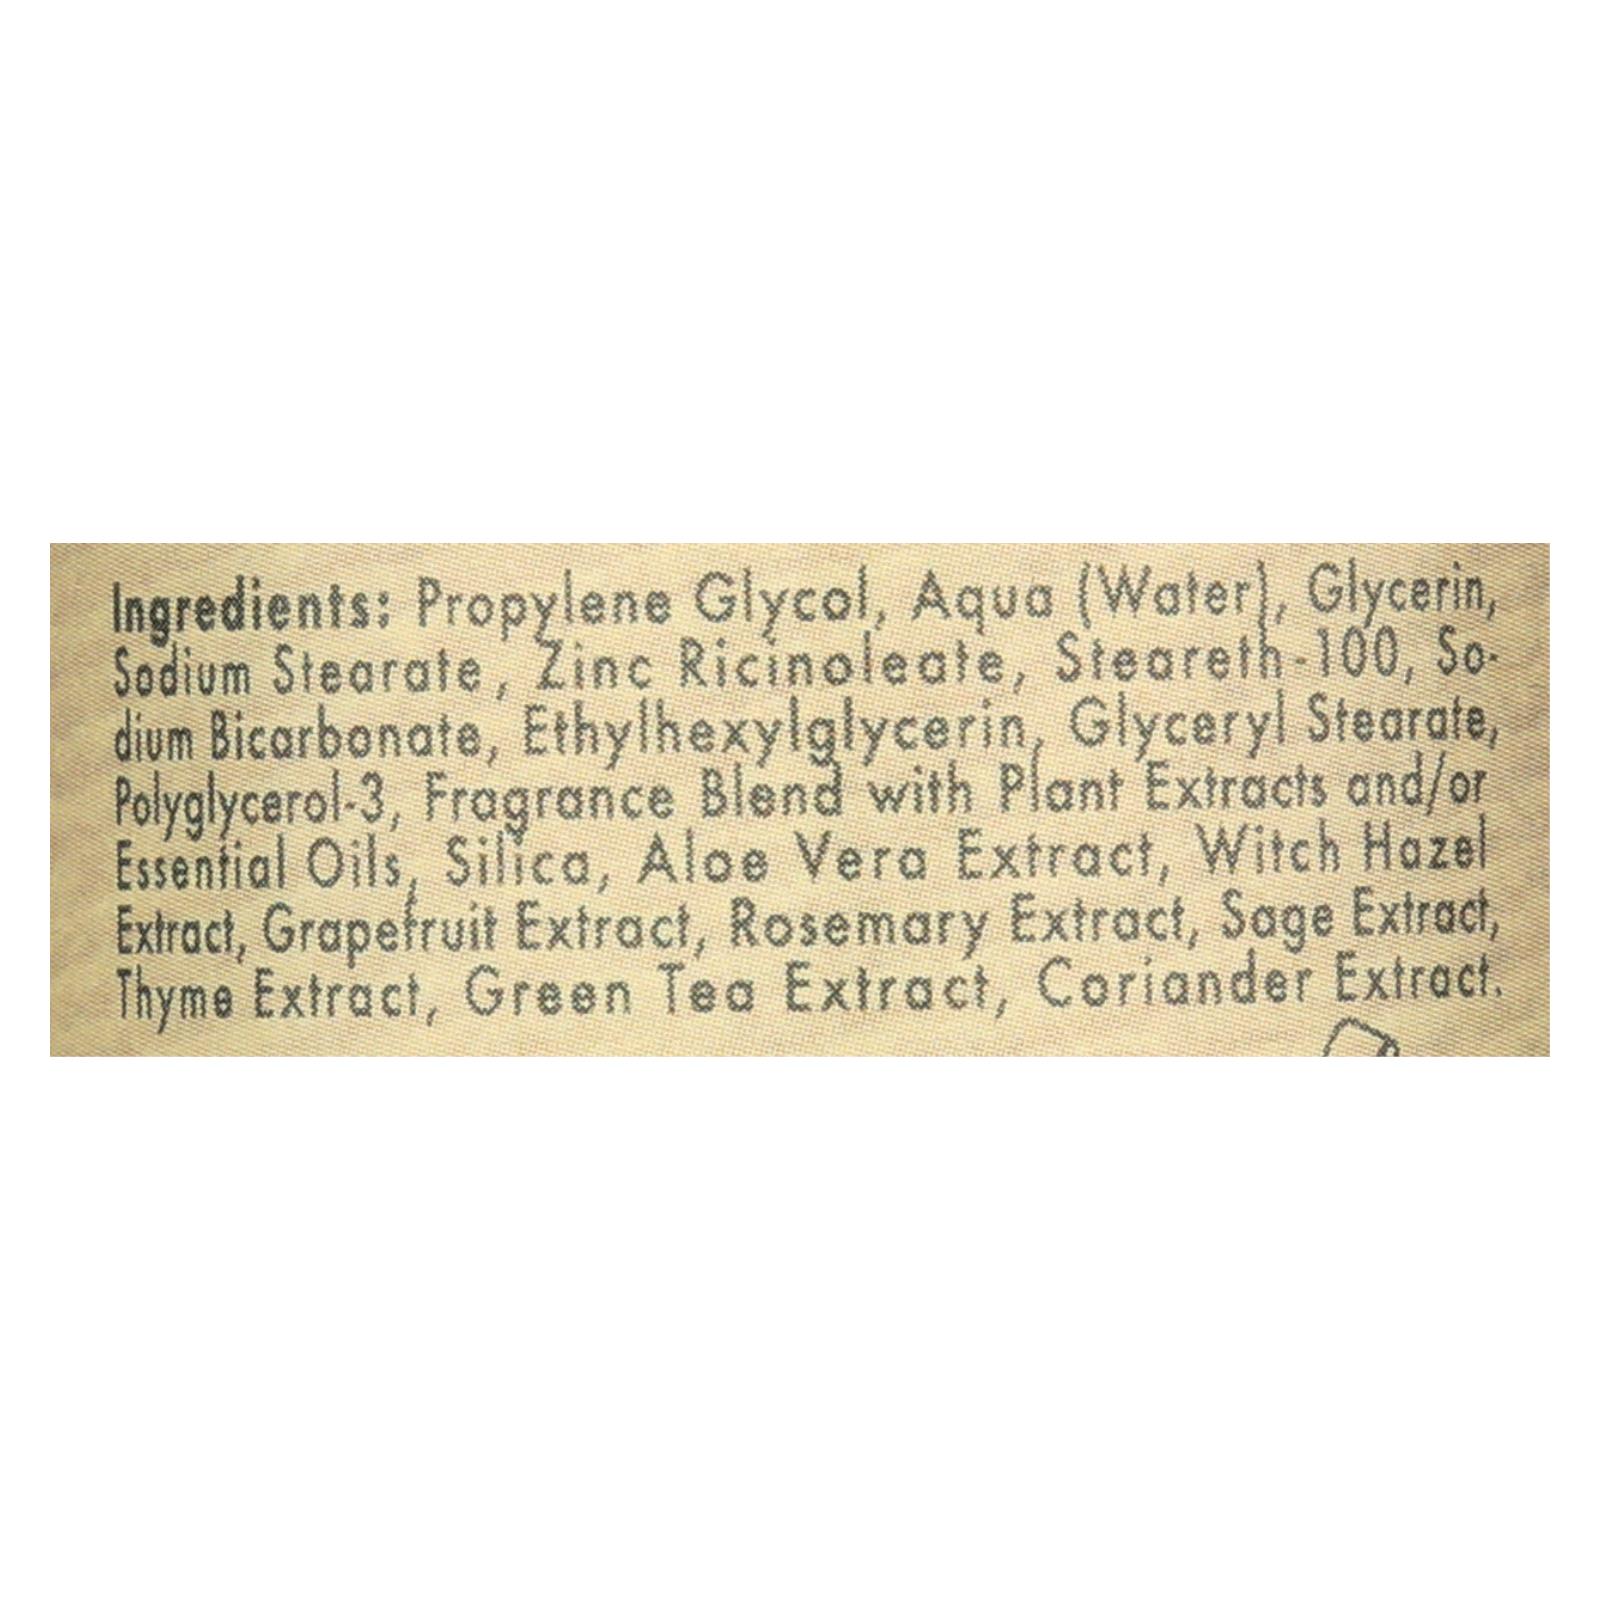 Ingredients: Propylene Glycol, Aqua (Water), Glycerin,
Sodium Stearate, Zinc Ricinoleate, Steareth-100, So-
dium Bicarbonate, Ethylhexylglycerin, Glyceryl Stearate,
Polyglycerol-3, Fragrance Blend with Plant Extracts and/or
Essential Oils, Silica, Aloe Vera Extract, Witch Hazel
Extract, Grapefruit Extract, Rosemary Extract, Sage Extract,
Thyme Extract, Green Tea Extract, Coriander Extract.